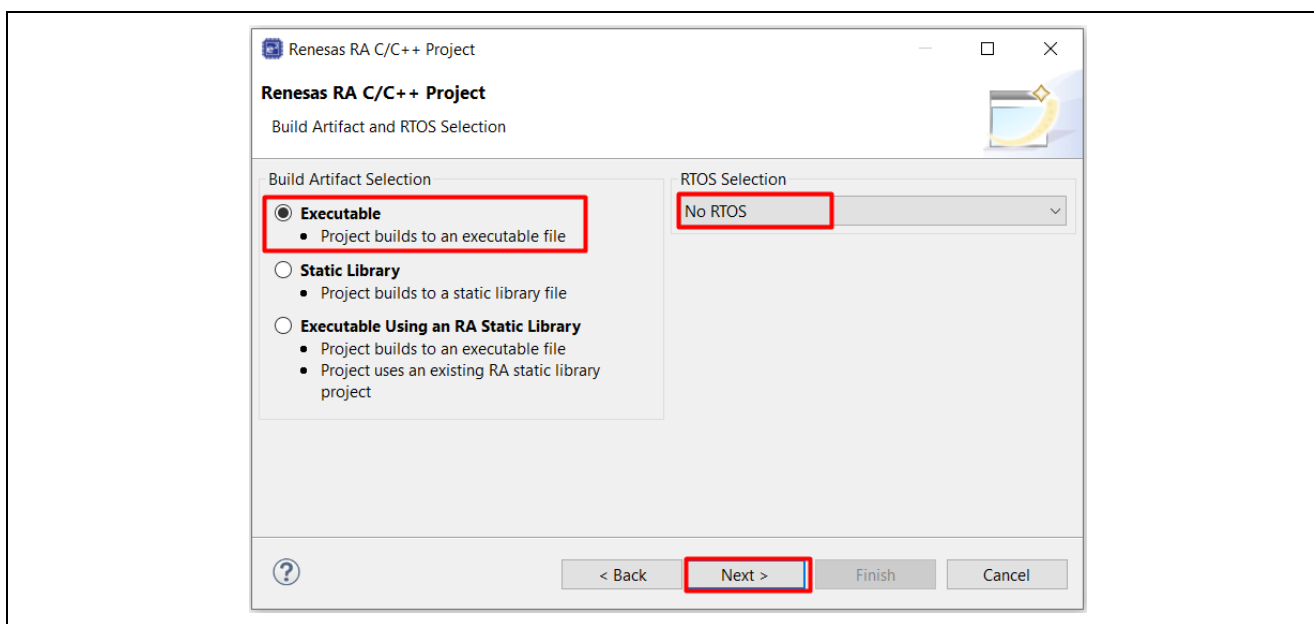 Renesas RA C/C++ Project
Renesas RA C/C++ Project
Build Artifact and RTOS Selection
Build Artifact Selection
Executable
• Project builds to an executable file
Static Library
• Project builds to a static library file
Executable Using an RA Static Library
• Project builds to an executable file
• Project uses an existing RA static library
project
RTOS Selection
No RTOS
?
< Back
Next >
Finish
Cancel